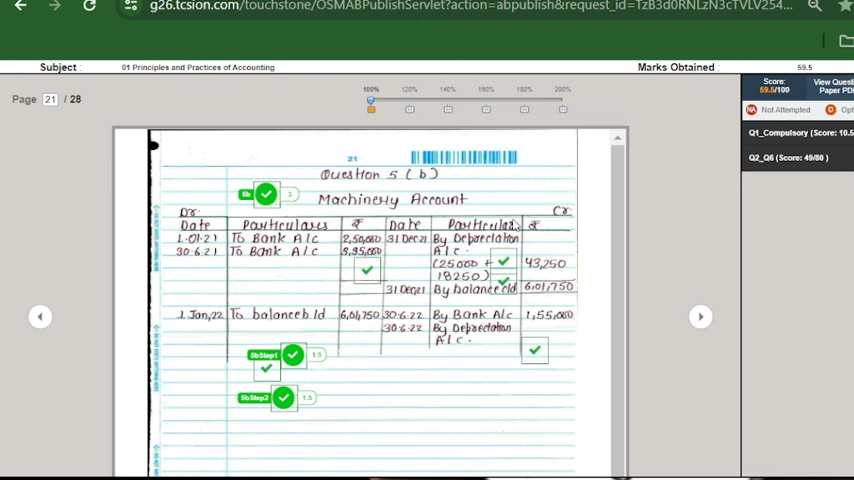 g26.tcsion.com/touchstone/OSMABPublishServlet?action=abpublish&request_id=TzB3d0RNLzN3cTVLV254...
Subject : 01 Principles and Practices of Accounting Marks Obtained : 59.5
Page 21 / 28
100% 120% 140% 160% 180% 200%
Score: View Quest
59.5/100 Paper PDF
NA Not Attempted O Opt
Q1_Compulsory (Score: 10.5
Q2_Q6 (Score: 49/80)
21
Question 5 (b)
5b 3
Machinery Account
Dr. Cr
Date Particulars ₹ Date Particular ₹
1-01-21 To Bank A/c 2,50,000 31 Dec 21 By Depreciation
30-6-21 To Bank A/c 3,95,000 A/c.
(25000 + 43,250
18250)
31 Dec 21 By balance c/d 6,01,750
1 Jan, 22 To balance b/d 6,01,750 30-6-22 By Bank A/c 1,55,000
30-6-22 By Depreciation
A/c.
5bStep1 1.5
5bStep2 1.5